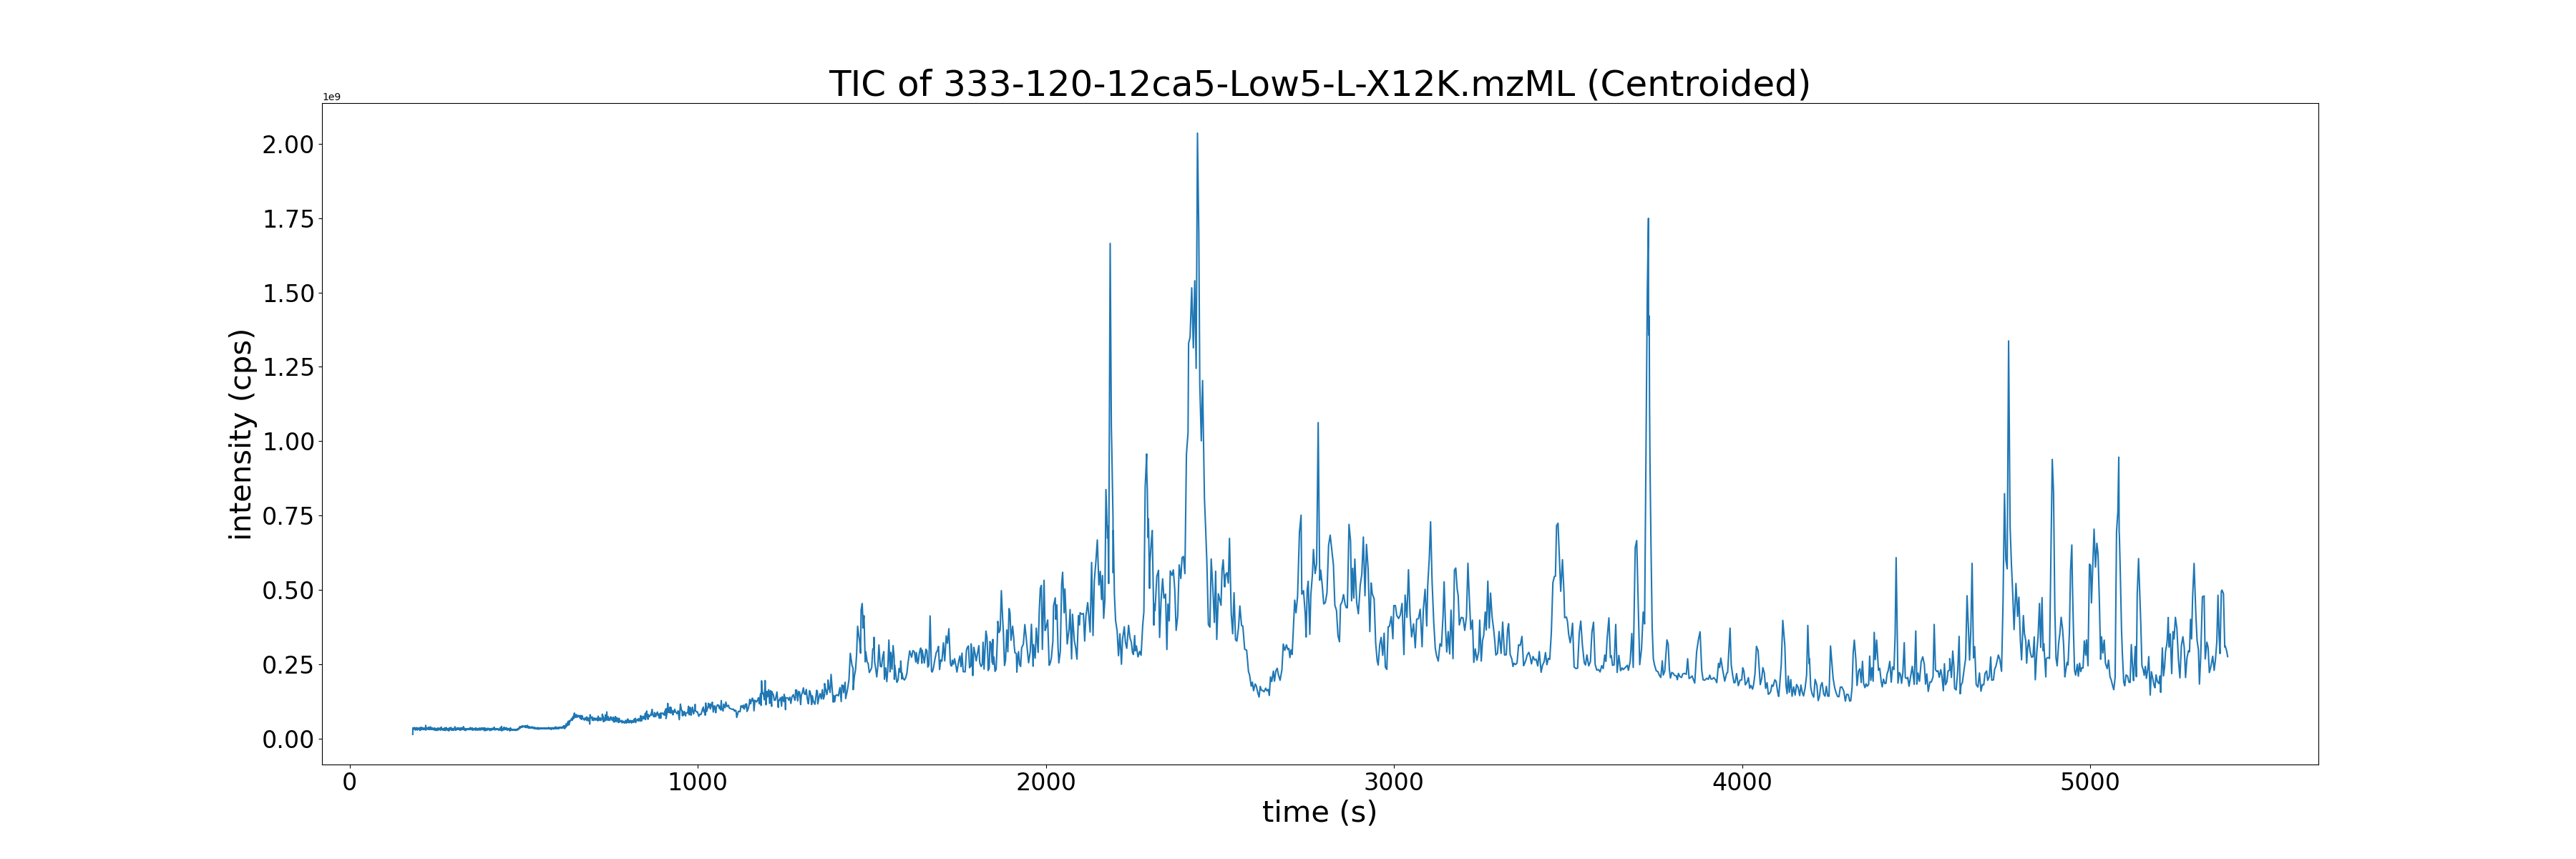 TIC of 333-120-12ca5-Low5-L-X12K.mzML (Centroided)
1e9
2.00
1.75
1.50
1.25
1.00
0.75
0.50
0.25
0.00
intensity (cps)
0 1000 2000 3000 4000 5000
time (s)